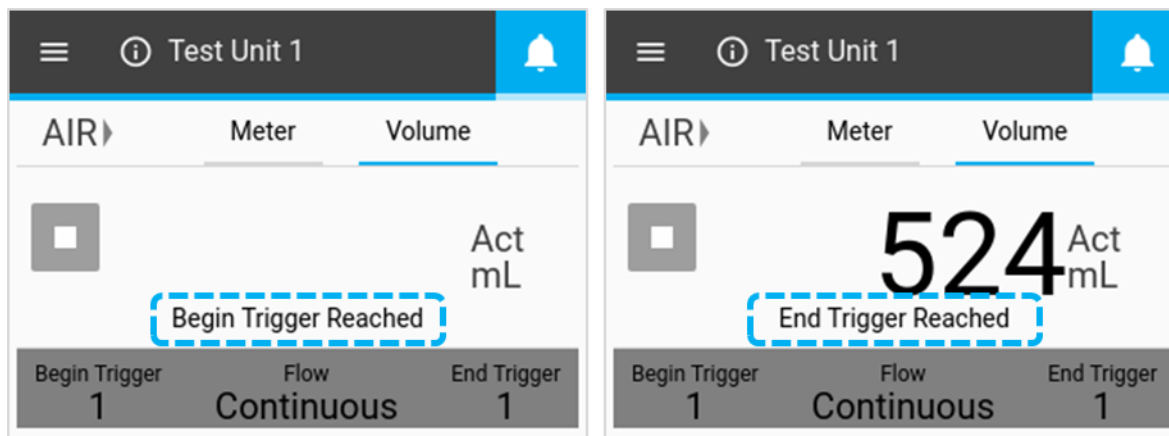 Test Unit 1
AIR
Meter
Volume
Act
mL
Begin Trigger Reached
Begin Trigger
Flow
End Trigger
1
Continuous
1
Test Unit 1
AIR
Meter
Volume
524
Act
mL
End Trigger Reached
Begin Trigger
Flow
End Trigger
1
Continuous
1